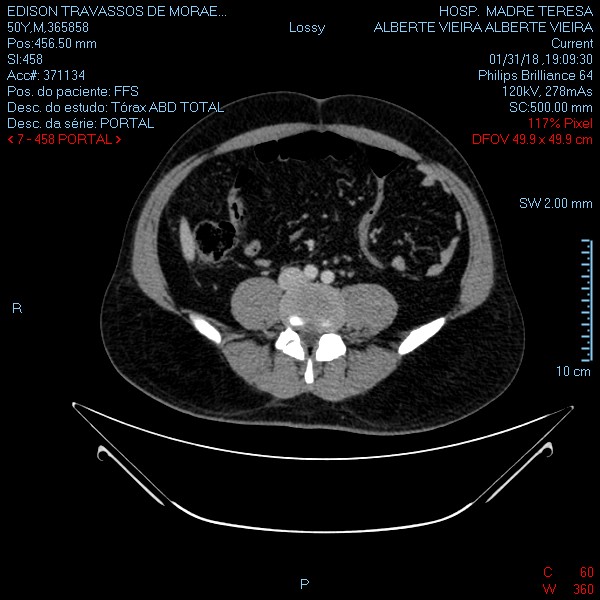 EDISON TRAVASSOS DE MORAE...
50Y,M,365858
Pos:456.50 mm
Sl:458
Acc#: 371134
Pos. do paciente: FFS
Desc. do estudo: Tórax ABD TOTAL
Desc. da série: PORTAL
< 7 - 458 PORTAL >
Lossy
HOSP. MADRE TERESA
ALBERTE VIEIRA ALBERTE VIEIRA
Current
01/31/18 ,19:09:30
Philips Brilliance 64
120kV, 278mAs
SC:500.00 mm
117% Pixel
DFOV 49.9 x 49.9 cm
SW 2.00 mm
R
10 cm
P
C 60
W 360